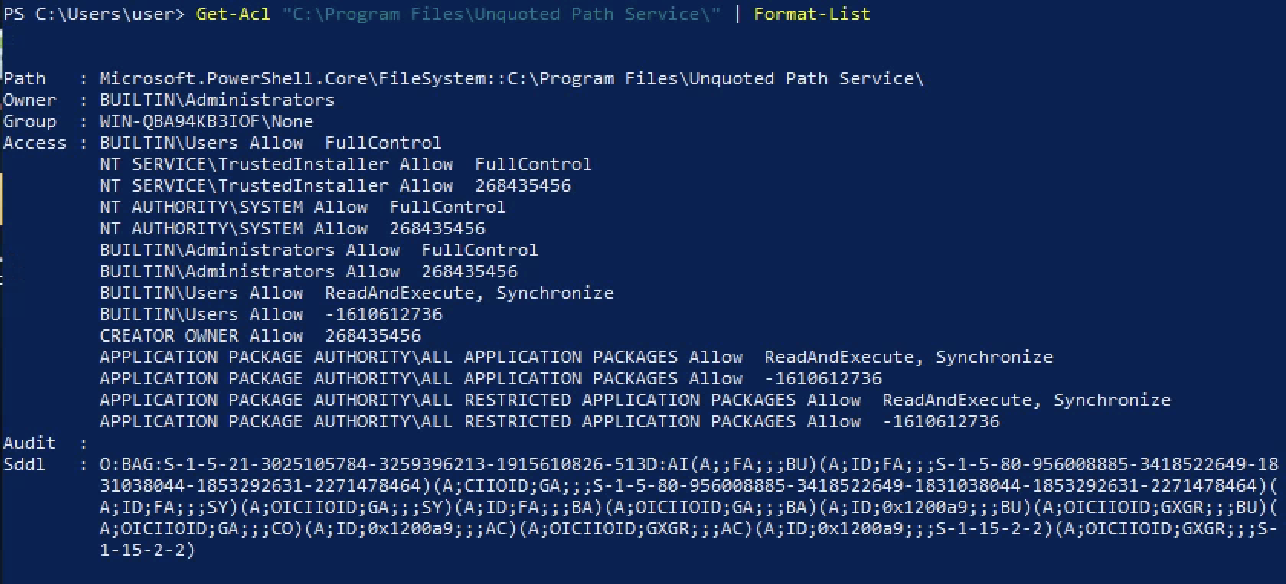 PS C:\Users\user> Get-Acl "C:\Program Files\Unquoted Path Service\" | Format-List
Path   : Microsoft.PowerShell.Core\FileSystem::C:\Program Files\Unquoted Path Service\
Owner  : BUILTIN\Administrators
Group  : WIN-QBA94KB3IOF\None
Access : BUILTIN\Users Allow  FullControl
         NT SERVICE\TrustedInstaller Allow  FullControl
         NT SERVICE\TrustedInstaller Allow  268435456
         NT AUTHORITY\SYSTEM Allow  FullControl
         NT AUTHORITY\SYSTEM Allow  268435456
         BUILTIN\Administrators Allow  FullControl
         BUILTIN\Administrators Allow  268435456
         BUILTIN\Users Allow  ReadAndExecute, Synchronize
         BUILTIN\Users Allow  -1610612736
         CREATOR OWNER Allow  268435456
         APPLICATION PACKAGE AUTHORITY\ALL APPLICATION PACKAGES Allow  ReadAndExecute, Synchronize
         APPLICATION PACKAGE AUTHORITY\ALL APPLICATION PACKAGES Allow  -1610612736
         APPLICATION PACKAGE AUTHORITY\ALL RESTRICTED APPLICATION PACKAGES Allow  ReadAndExecute, Synchronize
         APPLICATION PACKAGE AUTHORITY\ALL RESTRICTED APPLICATION PACKAGES Allow  -1610612736
Audit  :
Sddl   : O:BAG:S-1-5-21-3025105784-3259396213-1915610826-513D:AI(A;;FA;;;BU)(A;ID;FA;;;S-1-5-80-956008885-3418522649-18
         31038044-1853292631-2271478464)(A;CIIOID;GA;;;S-1-5-80-956008885-3418522649-1831038044-1853292631-2271478464)(
         A;ID;FA;;;SY)(A;OICIIOID;GA;;;SY)(A;ID;FA;;;BA)(A;OICIIOID;GA;;;BA)(A;ID;0x1200a9;;;BU)(A;OICIIOID;GXGR;;;BU)(
         A;OICIIOID;GA;;;CO)(A;ID;0x1200a9;;;AC)(A;OICIIOID;GXGR;;;AC)(A;ID;0x1200a9;;;S-1-15-2-2)(A;OICIIOID;GXGR;;;S-
         1-15-2-2)